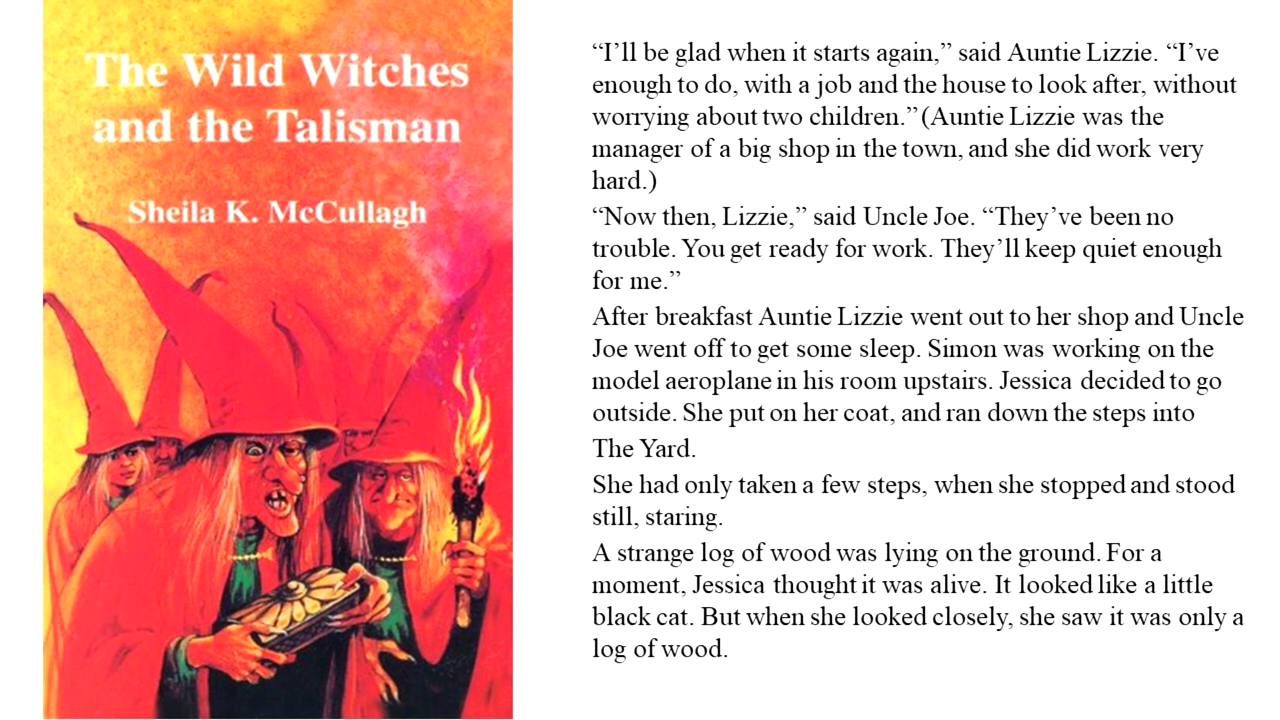 The Wild Witches
and the Talisman
Sheila K. McCullagh
“I’ll be glad when it starts again,” said Auntie Lizzie. “I’ve
enough to do, with a job and the house to look after, without
worrying about two children.” (Auntie Lizzie was the
manager of a big shop in the town, and she did work very
hard.)
“Now then, Lizzie,” said Uncle Joe. “They’ve been no
trouble. You get ready for work. They’ll keep quiet enough
for me.”
After breakfast Auntie Lizzie went out to her shop and Uncle
Joe went off to get some sleep. Simon was working on the
model aeroplane in his room upstairs. Jessica decided to go
outside. She put on her coat, and ran down the steps into
The Yard.
She had only taken a few steps, when she stopped and stood
still, staring.
A strange log of wood was lying on the ground. For a
moment, Jessica thought it was alive. It looked like a little
black cat. But when she looked closely, she saw it was only a
log of wood.